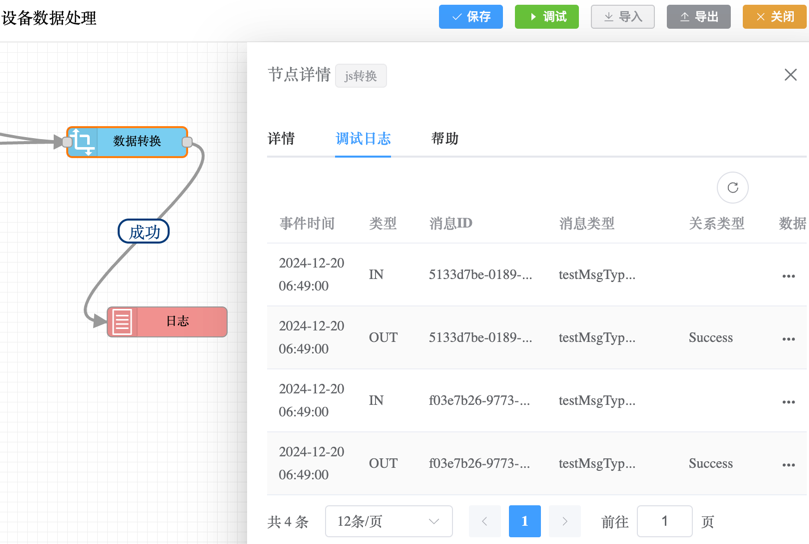 设备数据处理
保存
调试
导入
导出
关闭
节点详情 js转换
详情 调试日志 帮助
事件时间 类型 消息ID 消息类型 关系类型 数据
2024-12-20
06:49:00 IN 5133d7be-0189-... testMsgTyp... •••
2024-12-20
06:49:00 OUT 5133d7be-0189-... testMsgTyp... Success •••
2024-12-20
06:49:00 IN f03e7b26-9773-... testMsgTyp... •••
2024-12-20
06:49:00 OUT f03e7b26-9773-... testMsgTyp... Success •••
共 4 条 12条/页 1 前往 1 页
数据转换
成功
日志